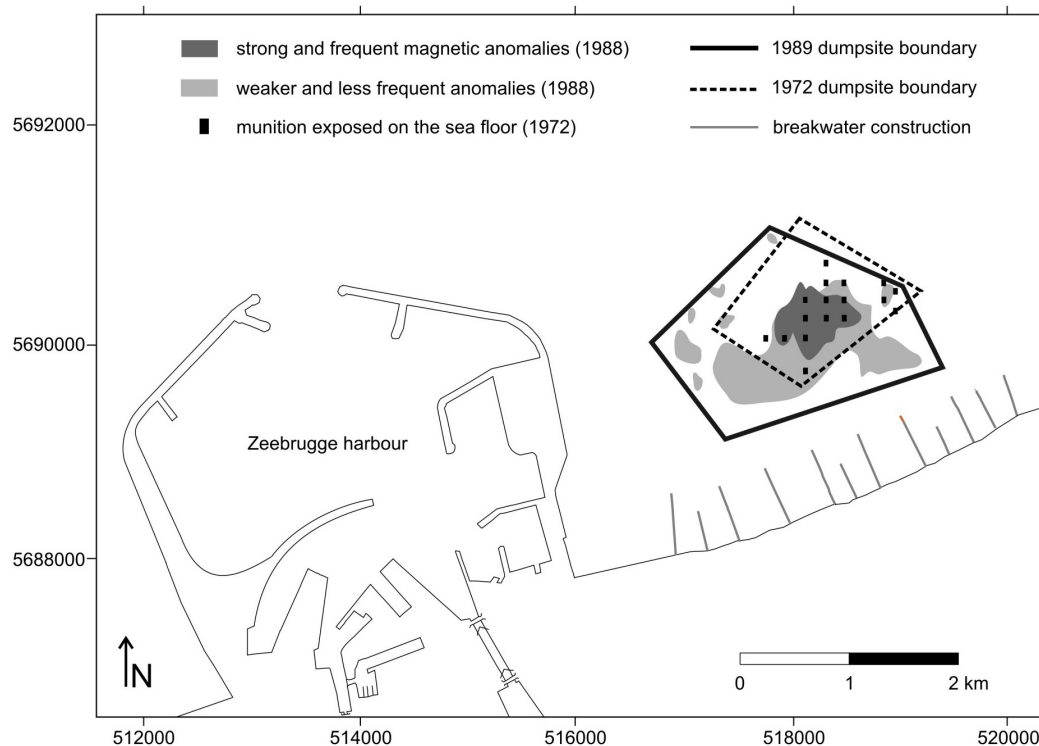 strong and frequent magnetic anomalies (1988)
weaker and less frequent anomalies (1988)
munition exposed on the sea floor (1972)
1989 dumpsite boundary
1972 dumpsite boundary
breakwater construction
5692000
5690000
5688000
Zeebrugge harbour
N
0 1 2 km
512000 514000 516000 518000 520000